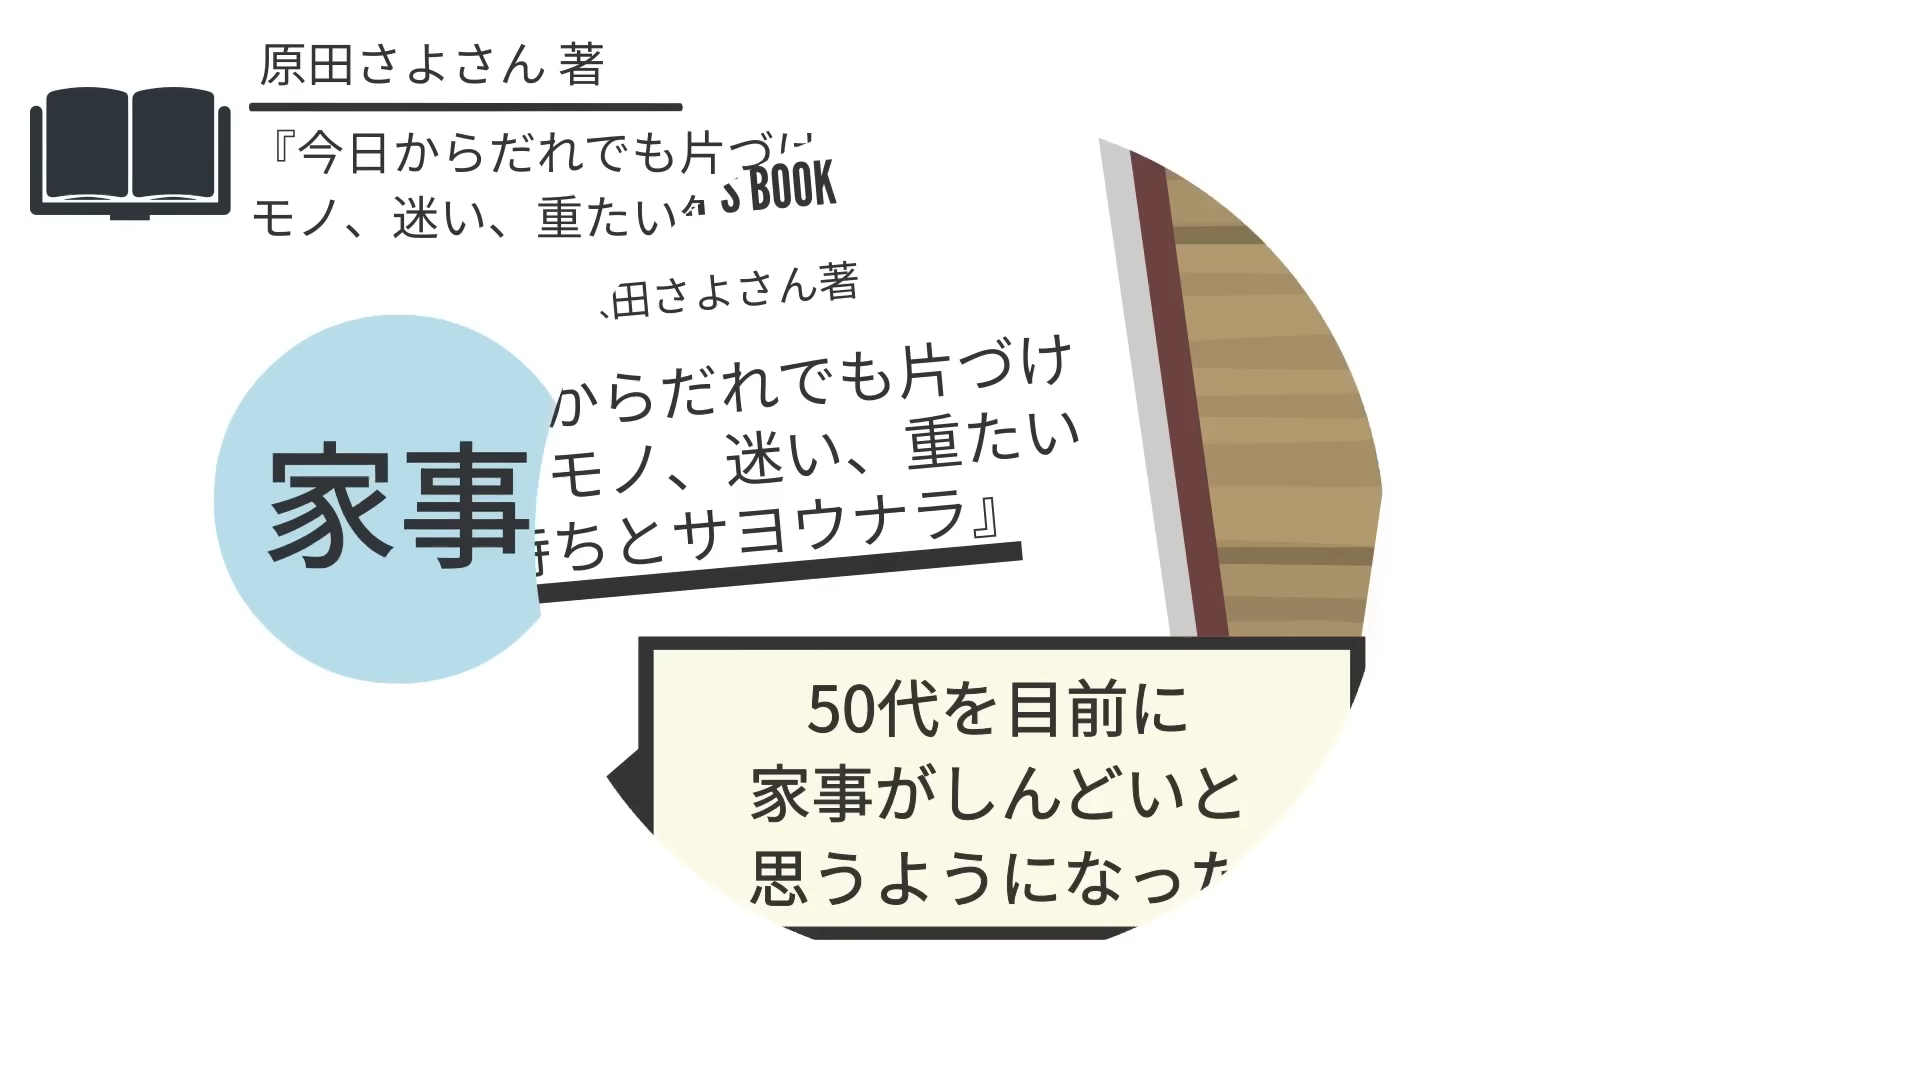 原田さよさん 著
『今日からだれでも片づけ
モノ、迷い、重たい
S BOOK
田さよさん著
からだれでも片づけ
モノ、迷い、重たい
持ちとサヨウナラ』
家事
50代を目前に
家事がしんどいと
思うようになった